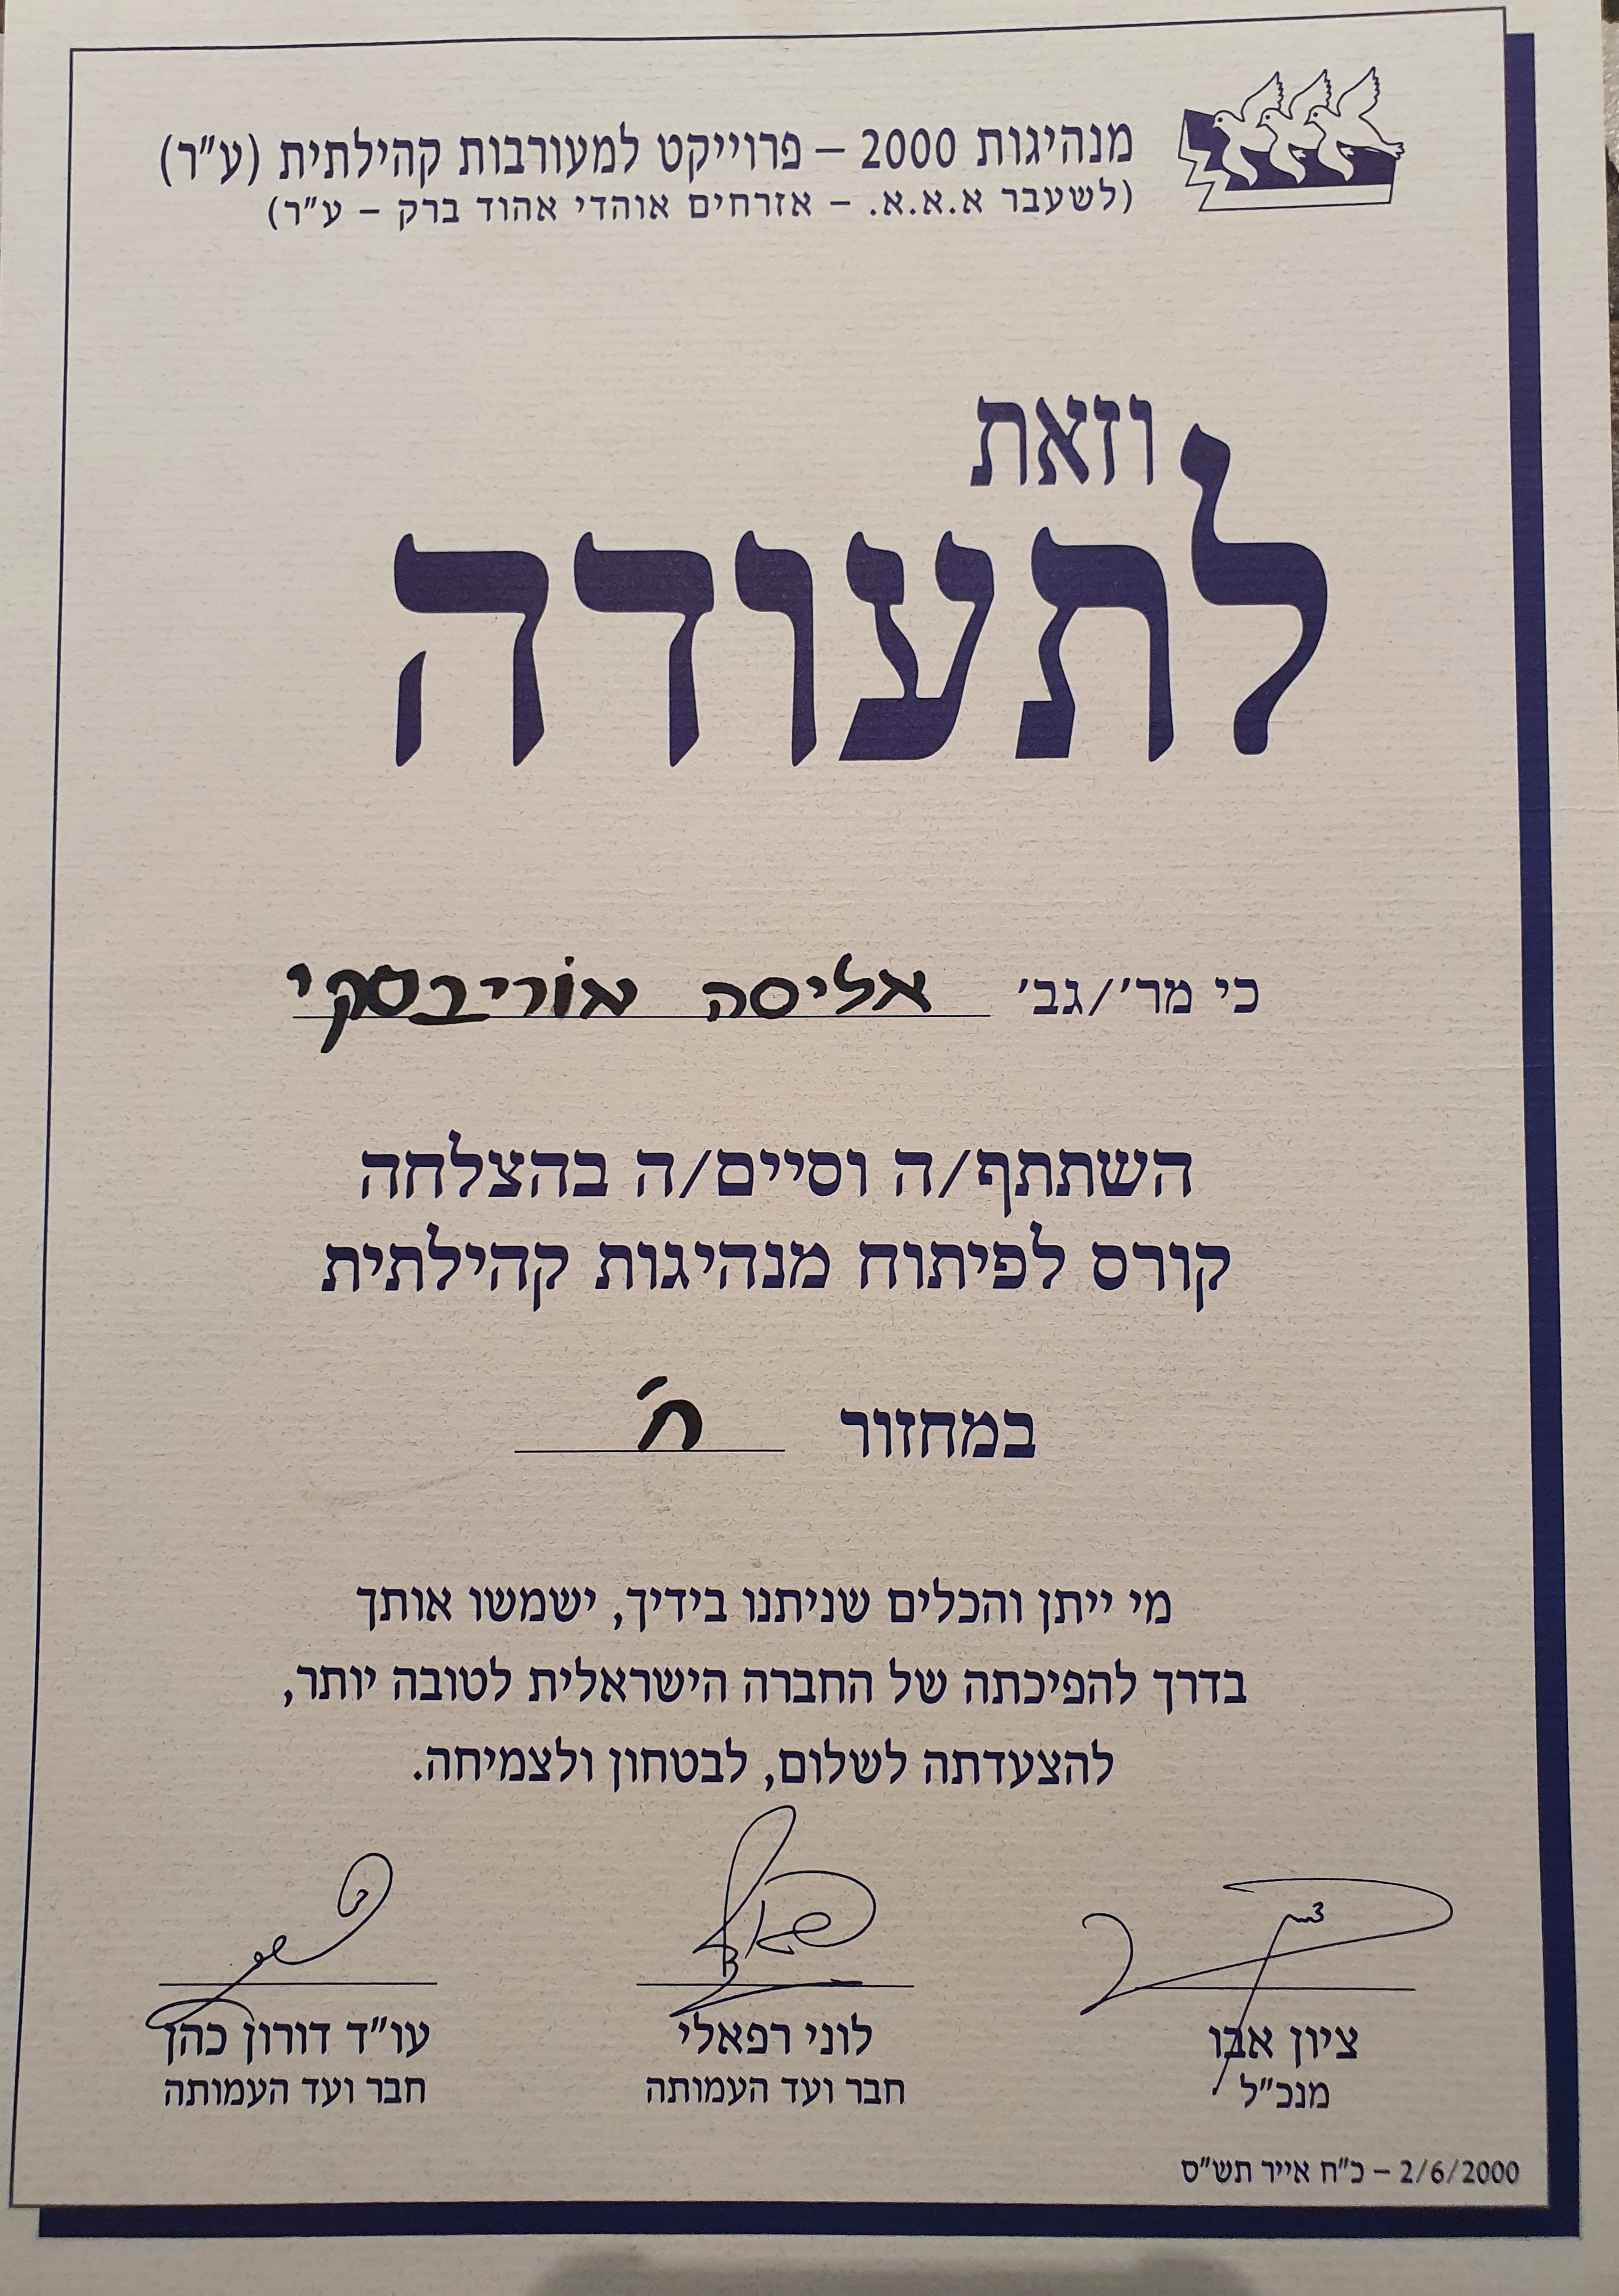 מנהיגות 2000 – פרוייקט למעורבות קהילתית (ע"ר)
(לשעבר א.א.א. – אזרחים אוהדי אהוד ברק – ע"ר)
וזאת
לתעודה
כי מר'/גב' אליסה אוריבסקי
השתתף/ה וסיים/ה בהצלחה
קורס לפיתוח מנהיגות קהילתית
במחזור ח'
מי ייתן והכלים שניתנו בידיך, ישמשו אותך
בדרך להפיכתה של החברה הישראלית לטובה יותר,
להצעדתה לשלום, לבטחון ולצמיחה.
ציון אבו לוני רפאלי עו"ד דורון כהן
מנכ"ל חבר ועד העמותה חבר ועד העמותה
2/6/2000 – כ"ח אייר תש"ס